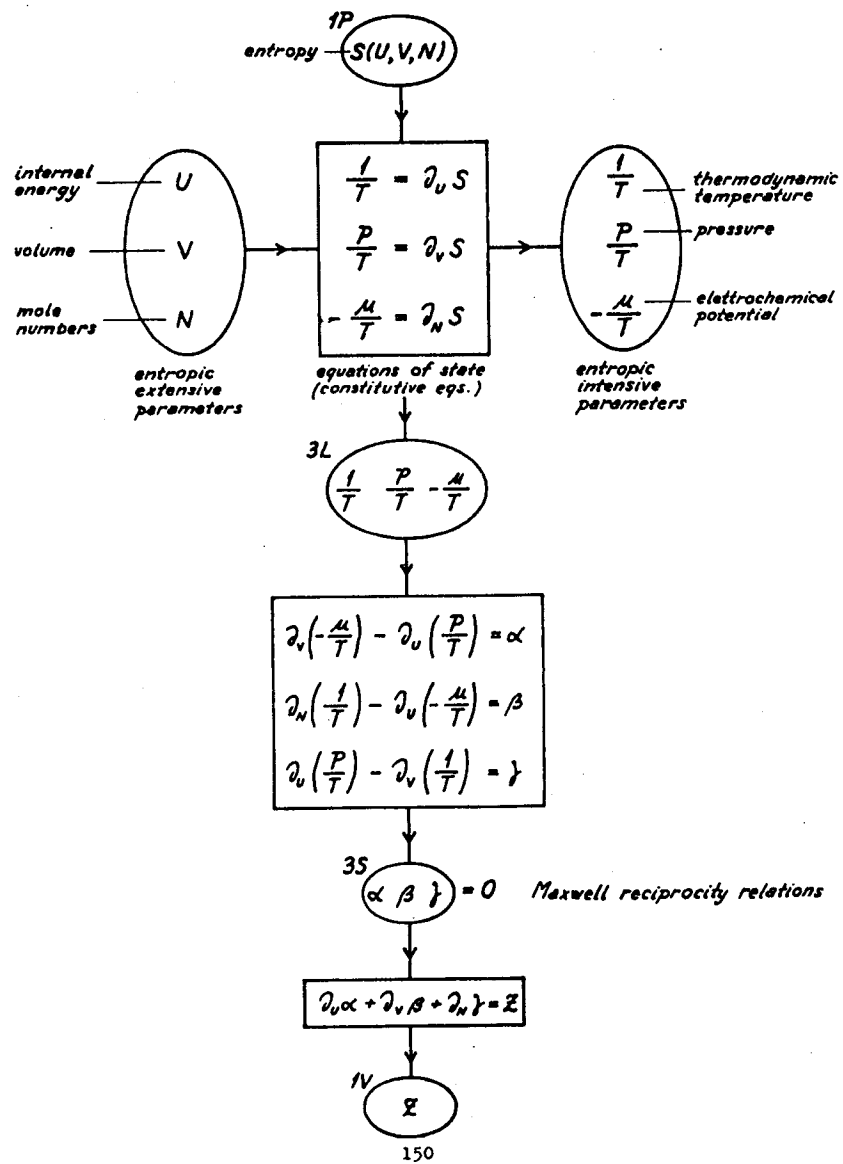 1P
entropy — S(U, V, N)
internal energy — U
volume — V
mole numbers — N
entropic extensive parameters
1/T = ∂_U S
P/T = ∂_V S
- μ/T = ∂_N S
equations of state
(constitutive eqs.)
1/T — thermodynamic temperature
P/T — pressure
- μ/T — elettrochemical potential
entropic intensive parameters
3L
1/T P/T - μ/T
∂_V(-μ/T) - ∂_U(P/T) = α
∂_N(1/T) - ∂_U(-μ/T) = β
∂_U(P/T) - ∂_V(1/T) = γ
3S
α β γ = 0 Maxwell reciprocity relations
∂_U α + ∂_V β + ∂_N γ = Z
1V
Z
150